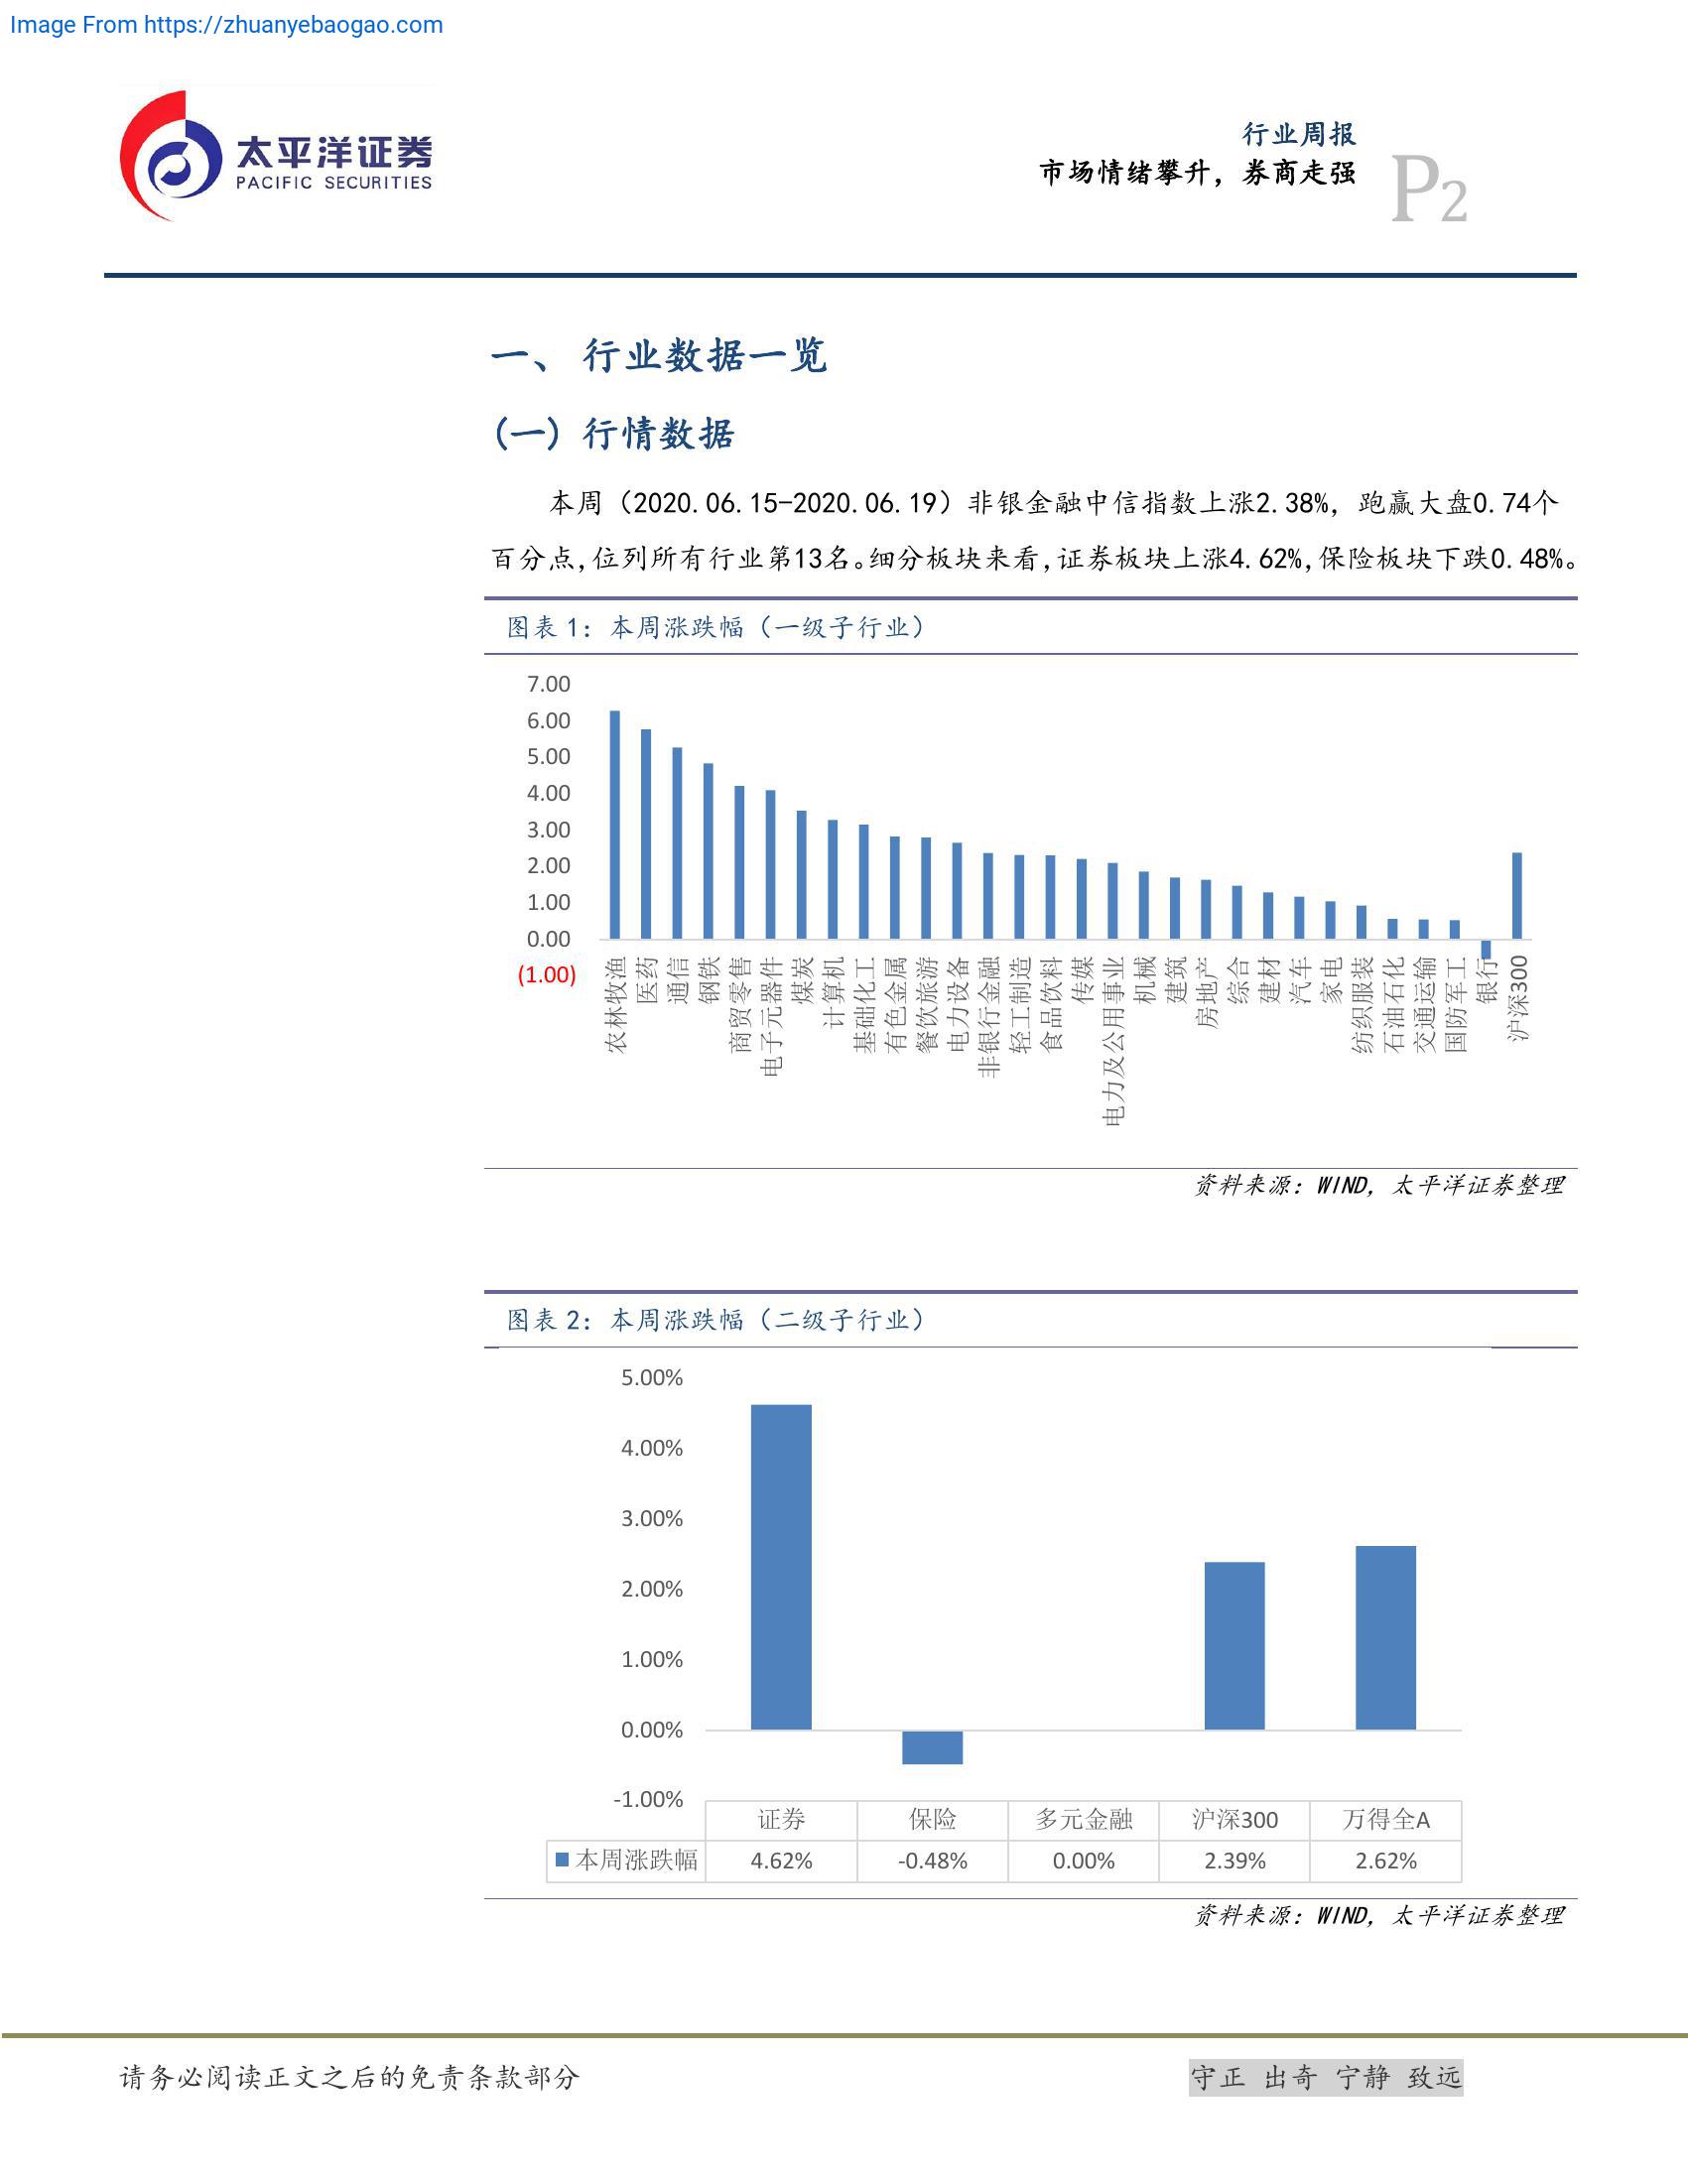 Image From https://zhuanyebaogao.com
太平洋证券
PACIFIC SECURITIES
行业周报
市场情绪攀升，券商走强
P2
一、 行业数据一览
(一) 行情数据
本周（2020.06.15-2020.06.19）非银金融中信指数上涨2.38%，跑赢大盘0.74个
百分点,位列所有行业第13名。细分板块来看,证券板块上涨4.62%,保险板块下跌0.48%。
图表 1：本周涨跌幅（一级子行业）
7.00
6.00
5.00
4.00
3.00
2.00
1.00
0.00
(1.00)
农林牧渔
医药
通信
钢铁
商贸零售
电子元器件
煤炭
计算机
基础化工
有色金属
餐饮旅游
电力设备
非银行金融
轻工制造
食品饮料
传媒
电力及公用事业
机械
建筑
房地产
综合
建材
汽车
家电
纺织服装
石油石化
交通运输
国防军工
银行
沪深300
资料来源：WIND，太平洋证券整理
图表 2：本周涨跌幅（二级子行业）
5.00%
4.00%
3.00%
2.00%
1.00%
0.00%
-1.00%
证券 保险 多元金融 沪深300 万得全A
本周涨跌幅 4.62% -0.48% 0.00% 2.39% 2.62%
资料来源：WIND，太平洋证券整理
请务必阅读正文之后的免责条款部分
守正 出奇 宁静 致远